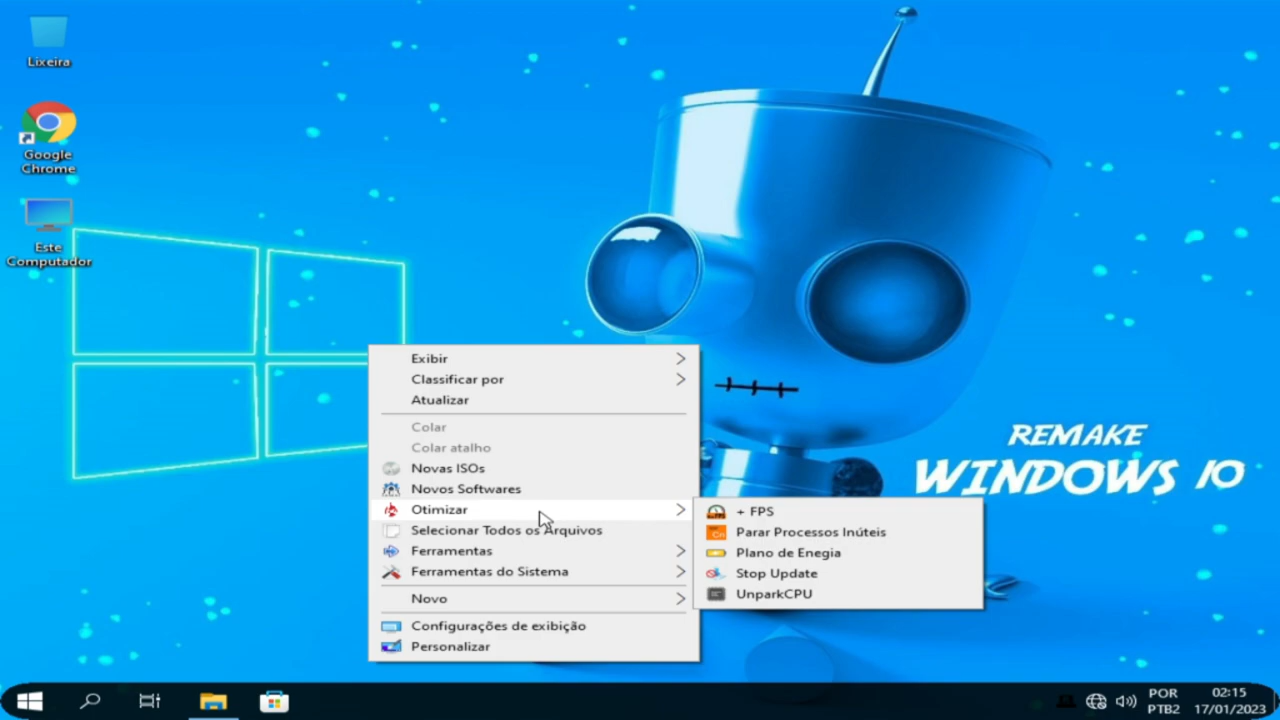 Lixeira
Google
Chrome
Este
Computador
REMAKE
WINDOWS 10
Exibir
Classificar por
Atualizar
Colar
Colar atalho
Novas ISOs
Novos Softwares
Otimizar
Selecionar Todos os Arquivos
Ferramentas
Ferramentas do Sistema
Novo
Configurações de exibição
Personalizar
+ FPS
Parar Processos Inúteis
Plano de Enegia
Stop Update
UnparkCPU
POR
PTB2
02:15
17/01/2023